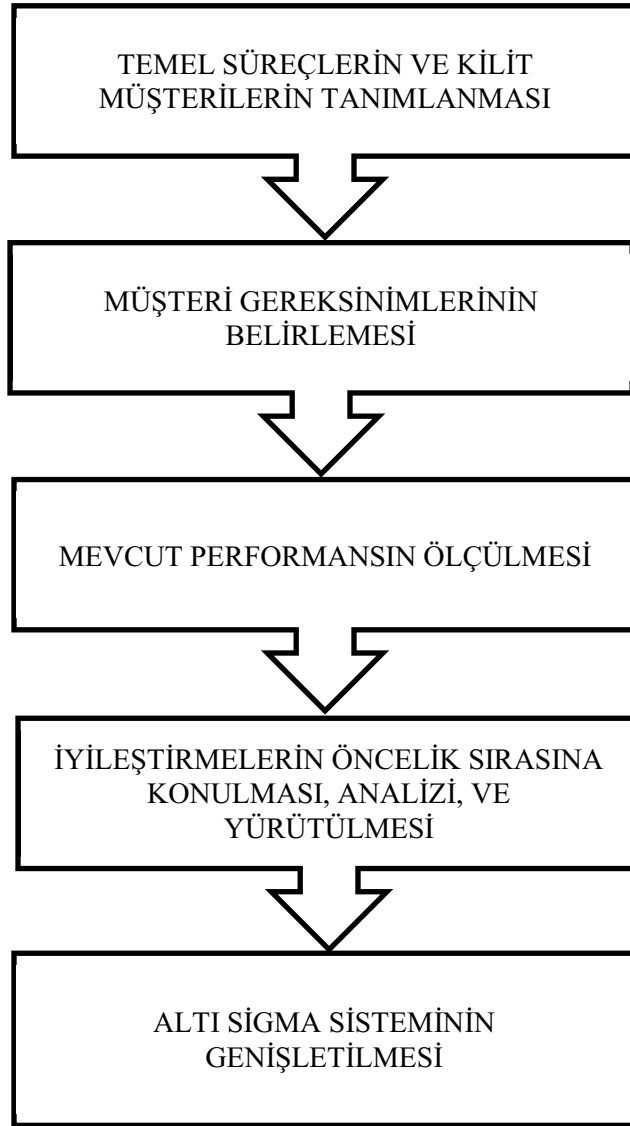 TEMEL SÜREÇLERİN VE KİLİT
MÜŞTERİLERİN TANIMLANMASI
MÜŞTERİ GEREKSİNİMLERİNİN
BELİRLEMESİ
MEVCUT PERFORMANSIN ÖLÇÜLMESİ
İYİLEŞTİRMELERİN ÖNCELİK SIRASINA
KONULMASI, ANALİZİ, VE
YÜRÜTÜLMESİ
ALTI SİGMA SİSTEMİNİN
GENİŞLETİLMESİ